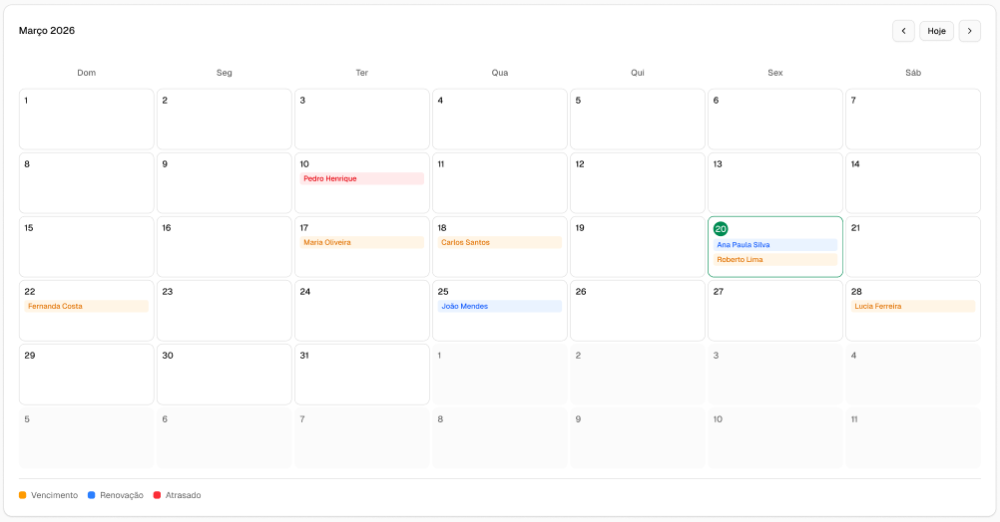 Março 2026
Hoje
Dom Seg Ter Qua Qui Sex Sáb
1 2 3 4 5 6 7
8 9 10 11 12 13 14
Pedro Henrique
15 16 17 18 19 20 21
Maria Oliveira Carlos Santos Ana Paula Silva
Roberto Lima
22 23 24 25 26 27 28
Fernanda Costa João Mendes Lucia Ferreira
29 30 31 1 2 3 4
5 6 7 8 9 10 11
Vencimento Renovação Atrasado